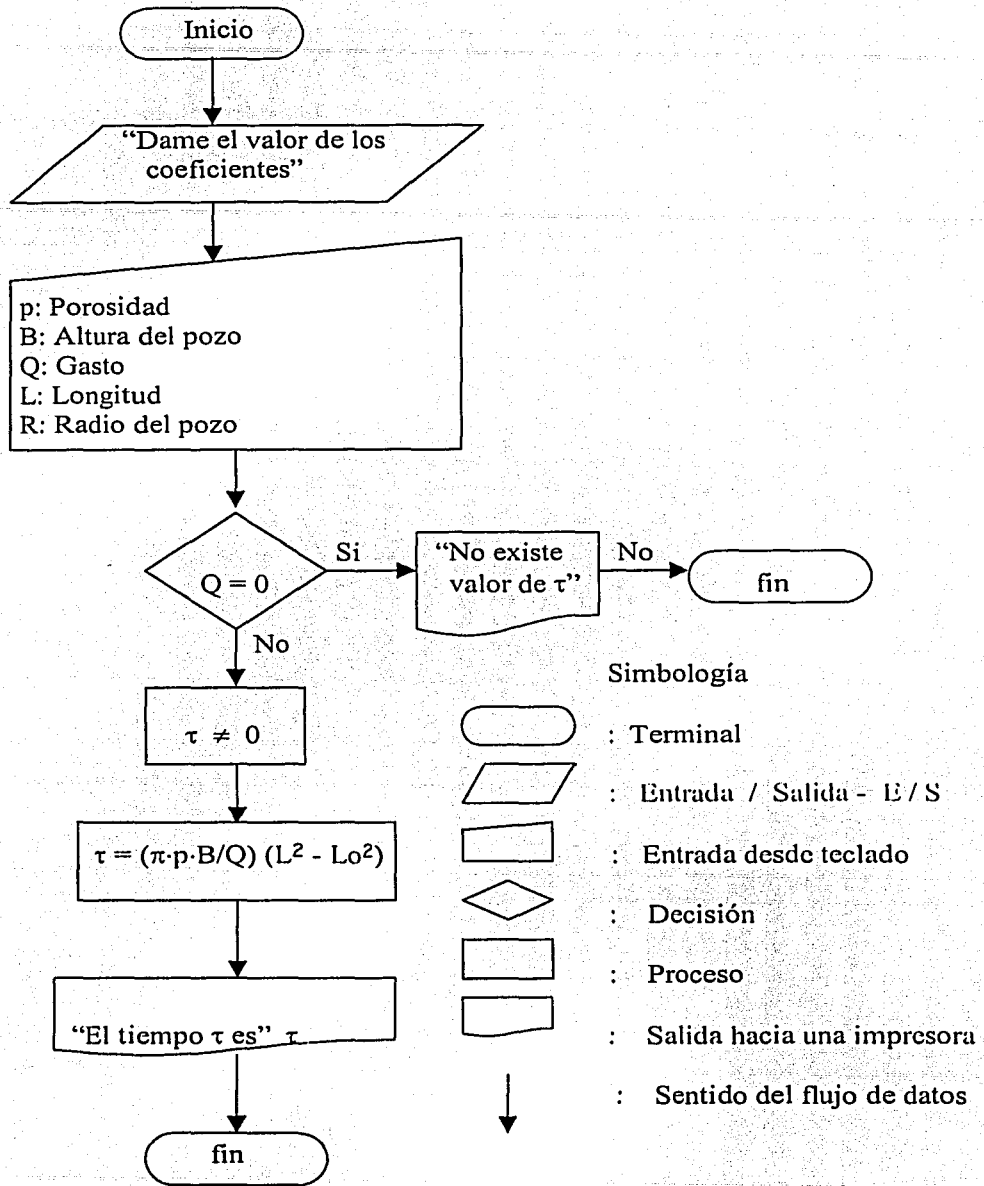 Inicio
“Dame el valor de los
coeficientes”
p: Porosidad
B: Altura del pozo
Q: Gasto
L: Longitud
R: Radio del pozo
Q = 0
Si
“No existe
valor de τ”
No
fin
No
τ ≠ 0
τ = (π·p·B/Q) (L² - Lo²)
“El tiempo τ es” τ
fin
Simbología
: Terminal
: Entrada / Salida - E / S
: Entrada desde teclado
: Decisión
: Proceso
: Salida hacia una impresora
: Sentido del flujo de datos